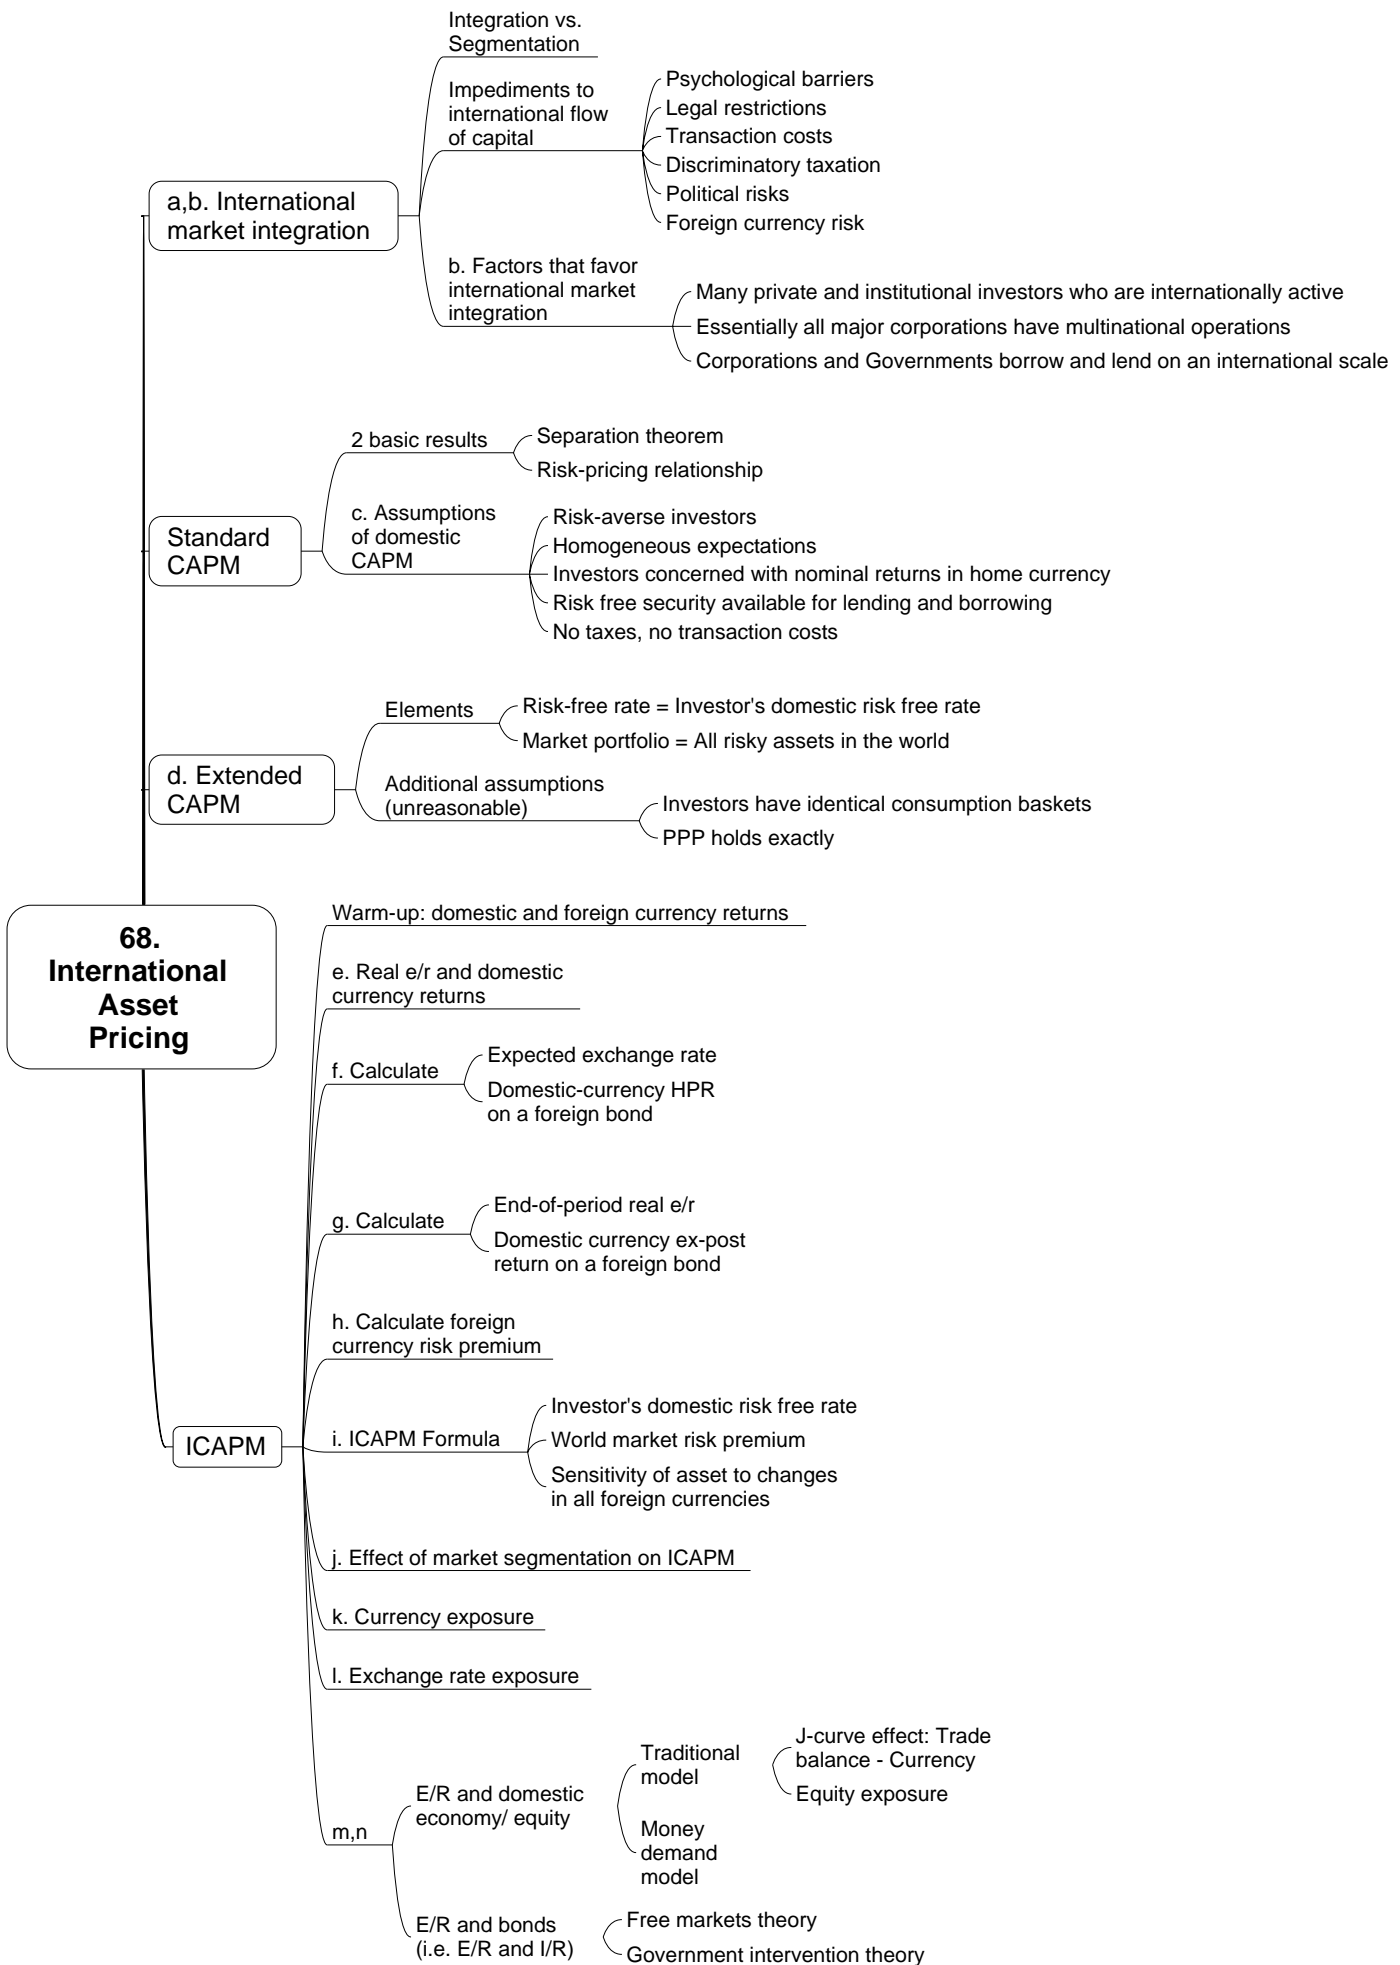 68.
International
Asset
Pricing
a,b. International
market integration
Integration vs.
Segmentation
Impediments to
international flow
of capital
Psychological barriers
Legal restrictions
Transaction costs
Discriminatory taxation
Political risks
Foreign currency risk
b. Factors that favor
international market
integration
Many private and institutional investors who are internationally active
Essentially all major corporations have multinational operations
Corporations and Governments borrow and lend on an international scale
Standard
CAPM
2 basic results
Separation theorem
Risk-pricing relationship
c. Assumptions
of domestic
CAPM
Risk-averse investors
Homogeneous expectations
Investors concerned with nominal returns in home currency
Risk free security available for lending and borrowing
No taxes, no transaction costs
d. Extended
CAPM
Elements
Risk-free rate = Investor's domestic risk free rate
Market portfolio = All risky assets in the world
Additional assumptions
(unreasonable)
Investors have identical consumption baskets
PPP holds exactly
ICAPM
Warm-up: domestic and foreign currency returns
e. Real e/r and domestic
currency returns
f. Calculate
Expected exchange rate
Domestic-currency HPR
on a foreign bond
g. Calculate
End-of-period real e/r
Domestic currency ex-post
return on a foreign bond
h. Calculate foreign
currency risk premium
i. ICAPM Formula
Investor's domestic risk free rate
World market risk premium
Sensitivity of asset to changes
in all foreign currencies
j. Effect of market segmentation on ICAPM
k. Currency exposure
l. Exchange rate exposure
m,n
E/R and domestic
economy/ equity
Traditional
model
J-curve effect: Trade
balance - Currency
Equity exposure
Money
demand
model
E/R and bonds
(i.e. E/R and I/R)
Free markets theory
Government intervention theory